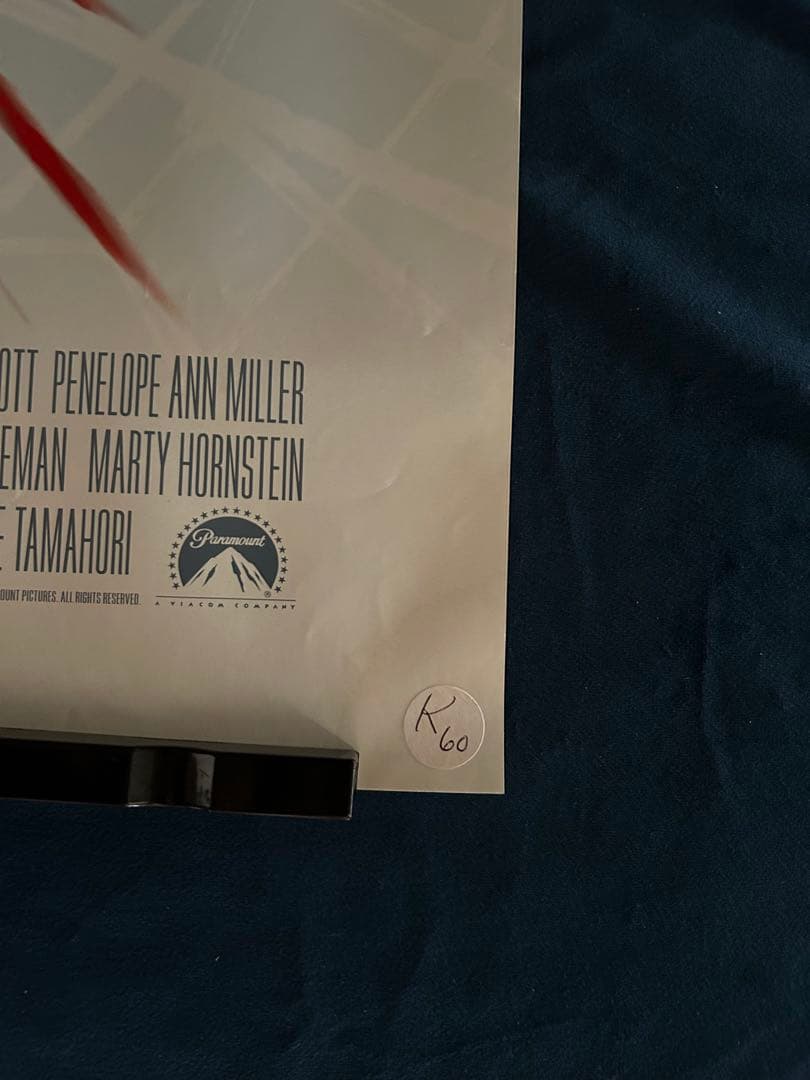 OTT PENELOPE ANN MILLER
EMAN MARTY HORNSTEIN
E TAMAHORI
Paramount
®
OUNT PICTURES. ALL RIGHTS RESERVED.
A VIACOM COMPANY
K
60